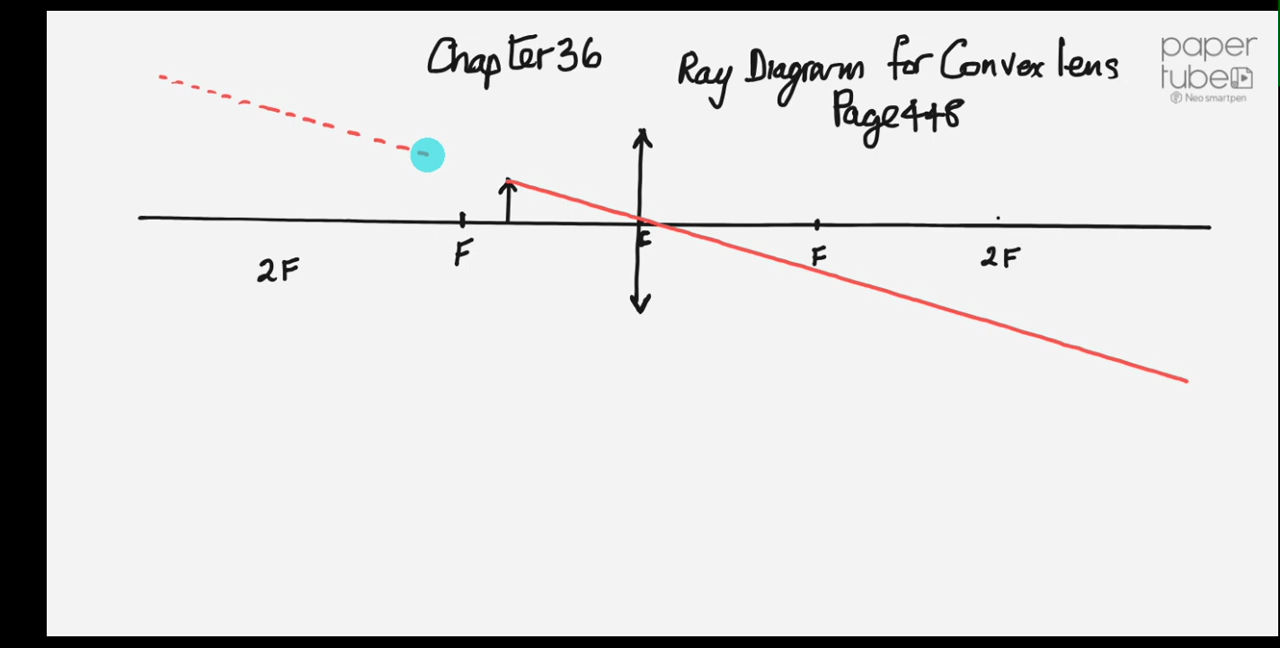 Chapter 36
Ray Diagram for Convex lens
Page 448
paper
tube
Neo smartpen
2F
F
F
2F